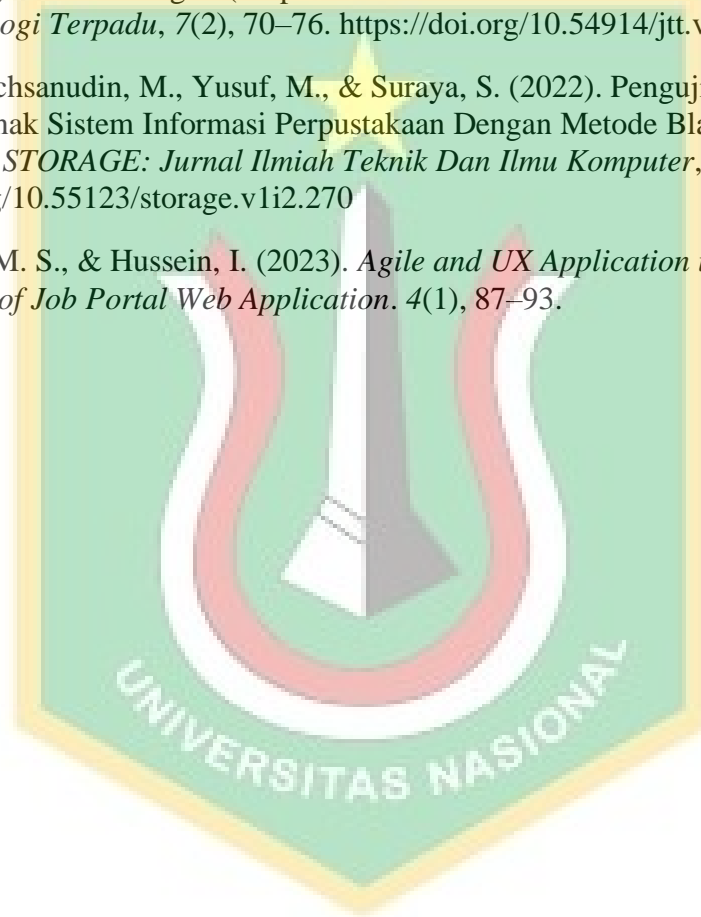 ogi Terpadu, 7(2), 70–76. https://doi.org/10.54914/jtt.v
chsanudin, M., Yusuf, M., & Suraya, S. (2022). Penguji
nak Sistem Informasi Perpustakaan Dengan Metode Bla
STORAGE: Jurnal Ilmiah Teknik Dan Ilmu Komputer,
g/10.55123/storage.v1i2.270
M. S., & Hussein, I. (2023). Agile and UX Application i
of Job Portal Web Application. 4(1), 87–93.
UNIVERSITAS NASIONAL